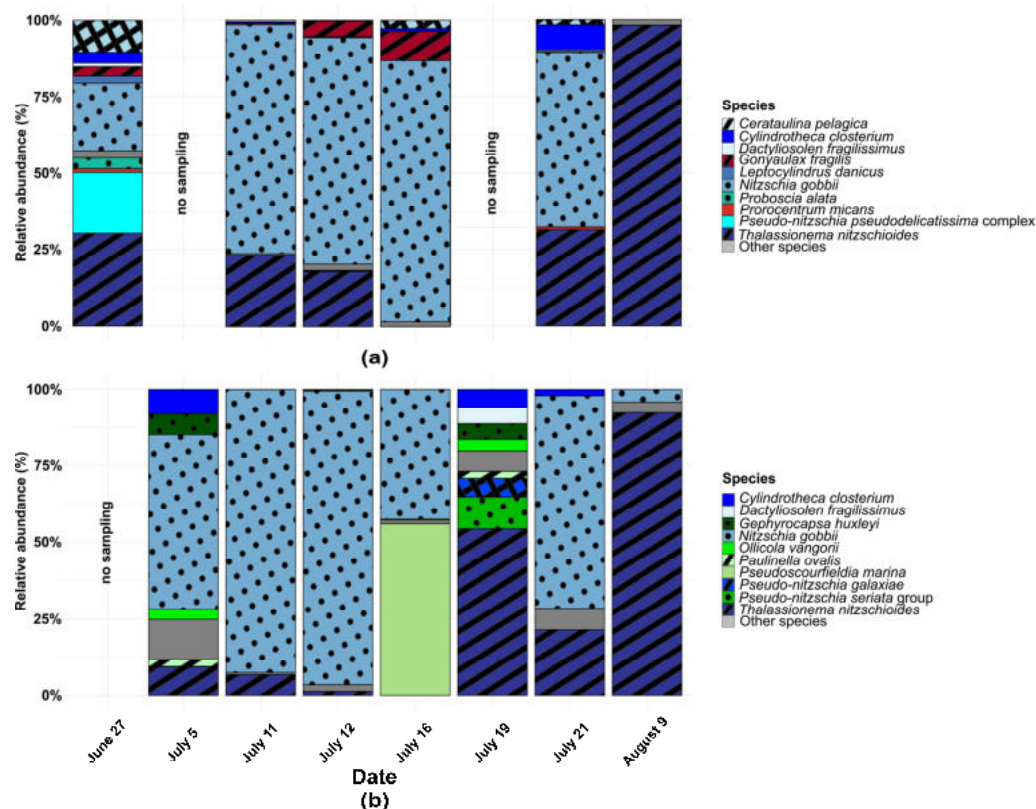 Relative abundance (%)
100%
75%
50%
25%
0%
no sampling
no sampling
Species
Cerataulina pelagica
Cylindrotheca closterium
Dactyliosolen fragilissimus
Gonyaulax fragilis
Leptocylindrus danicus
Nitzschia gobbii
Proboscia alata
Prorocentrum micans
Pseudo-nitzschia pseudodelicatissima complex
Thalassionema nitzschioides
Other species
(a)
Relative abundance (%)
100%
75%
50%
25%
0%
no sampling
Species
Cylindrotheca closterium
Dactyliosolen fragilissimus
Gephyrocapsa huxleyi
Nitzschia gobbii
Ollicola vangorii
Paulinella ovalis
Pseudoscourfieldia marina
Pseudo-nitzschia galaxiae
Pseudo-nitzschia seriata group
Thalassionema nitzschioides
Other species
June 27
July 5
July 11
July 12
July 16
July 19
July 21
August 9
Date
(b)